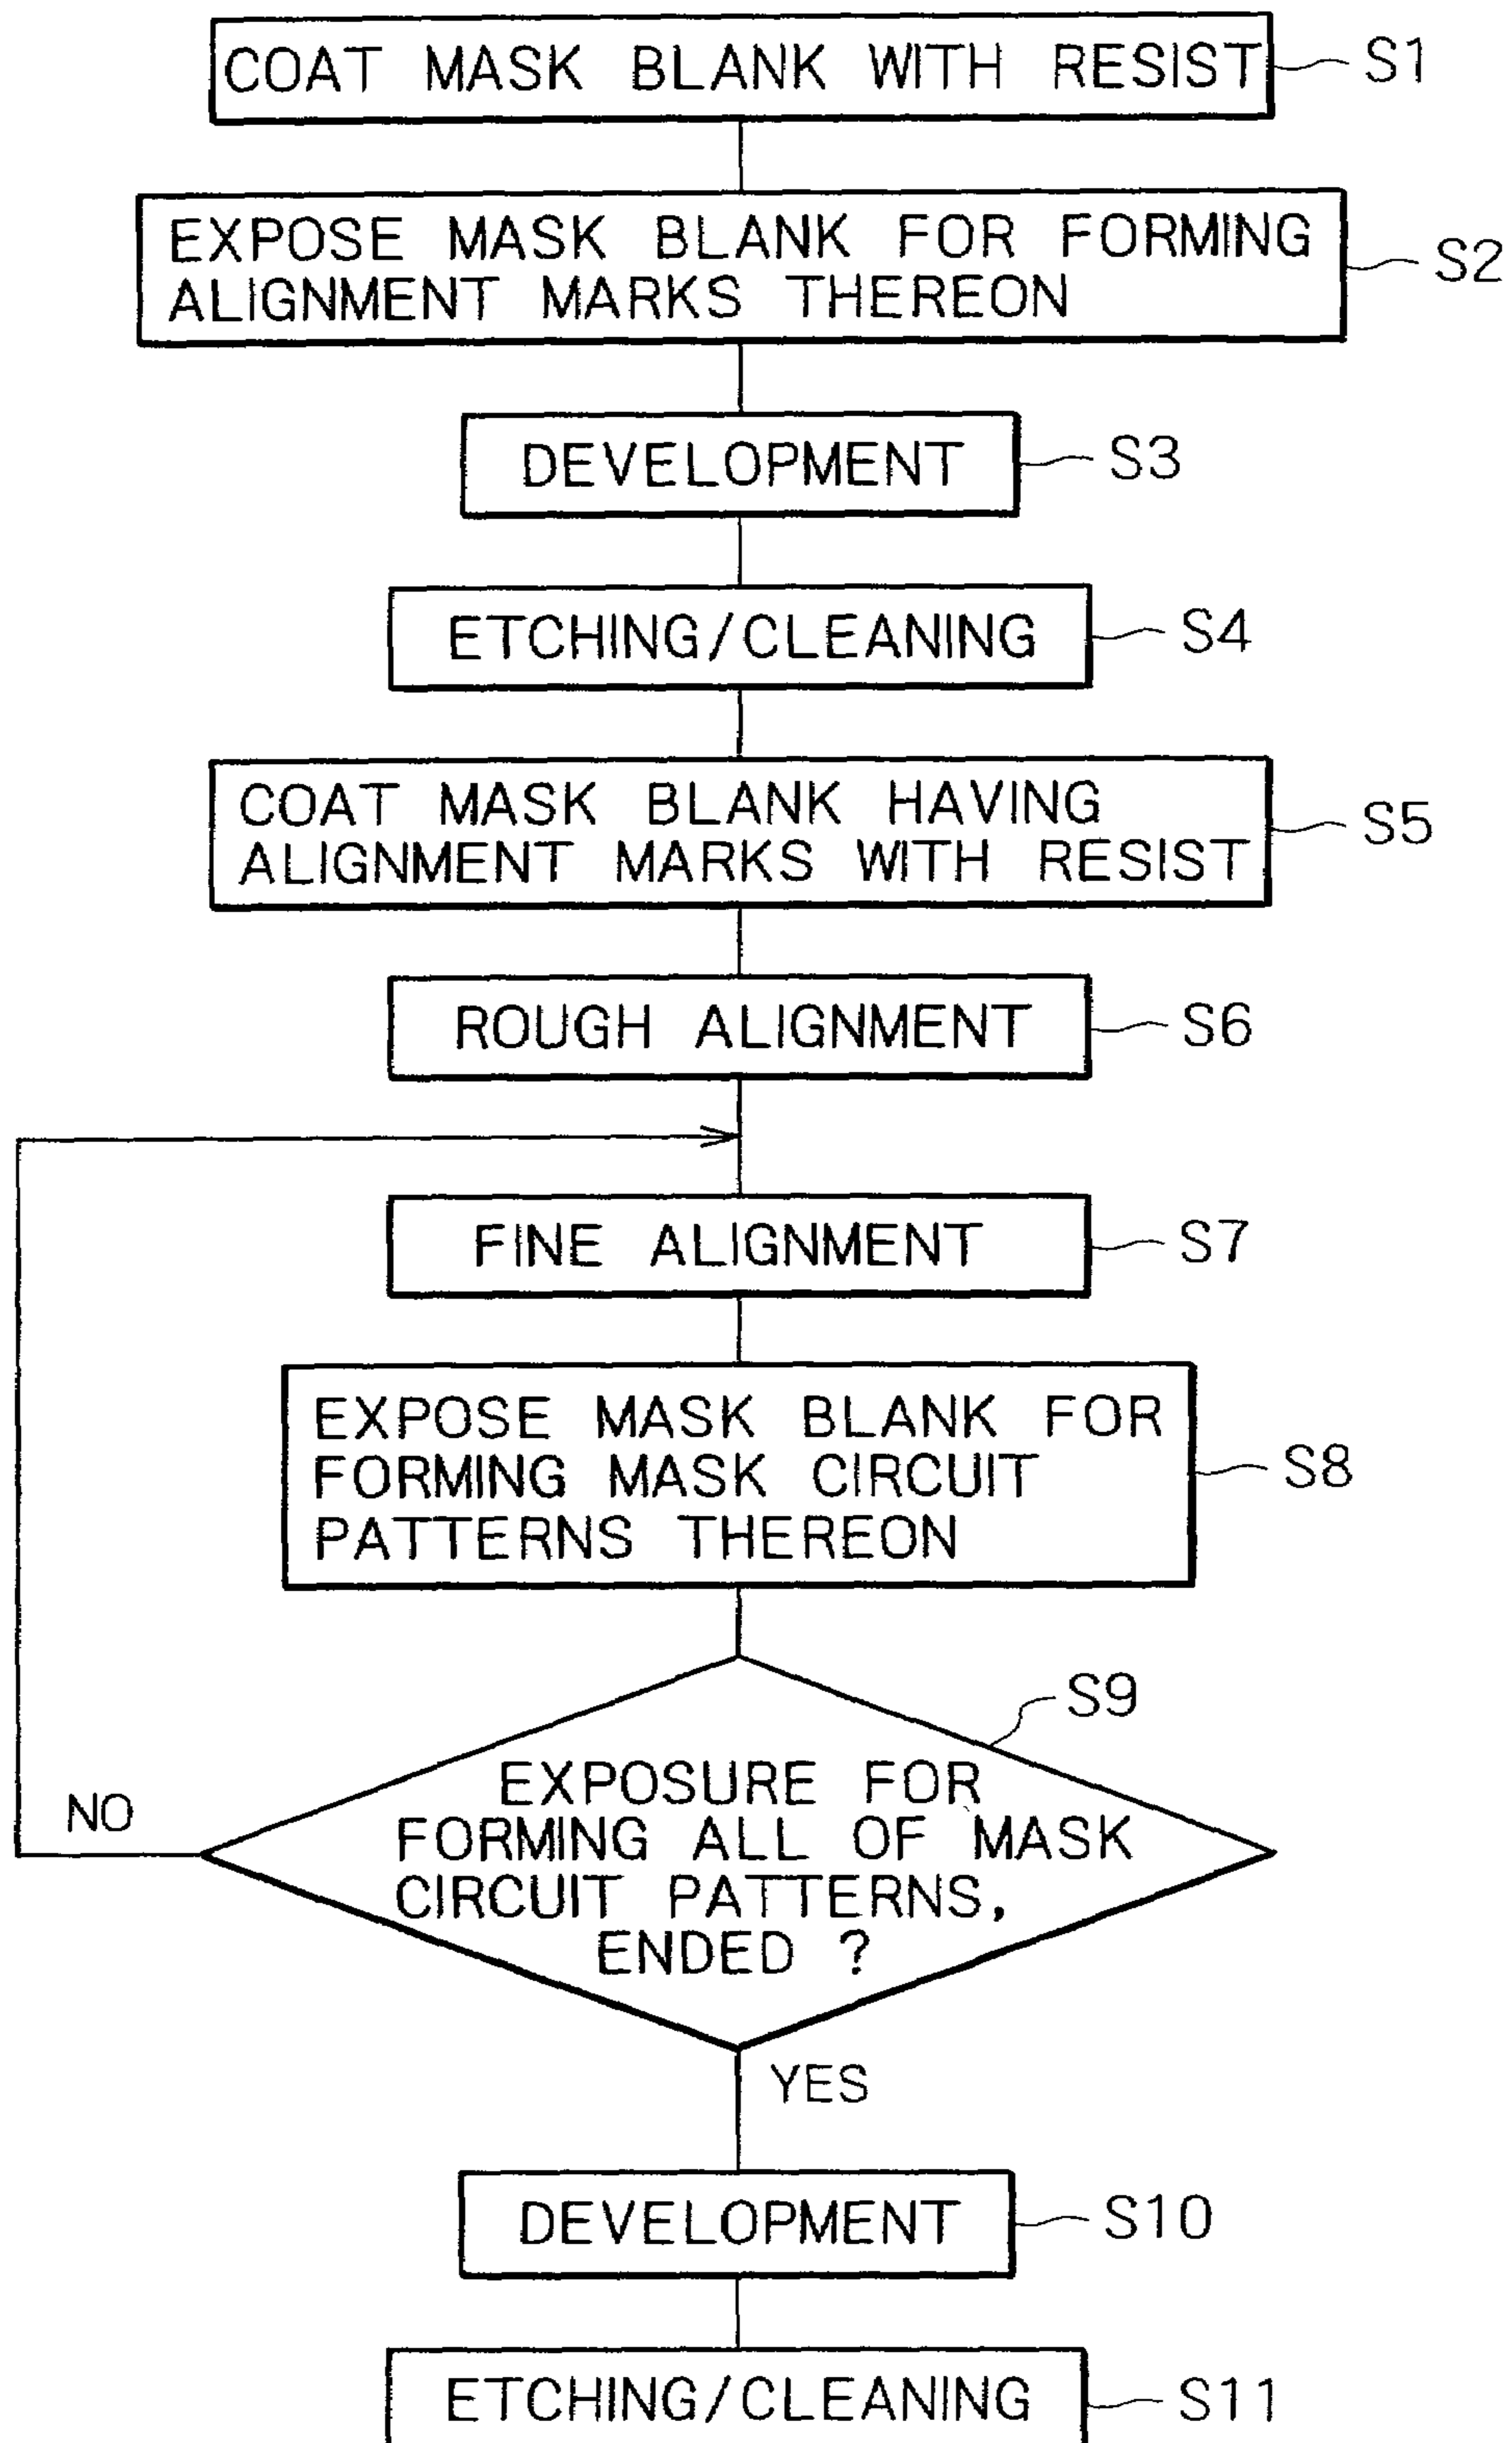 COAT MASK BLANK WITH RESIST
S1
EXPOSE MASK BLANK FOR FORMING
ALIGNMENT MARKS THEREON
S2
DEVELOPMENT
S3
ETCHING/CLEANING
S4
COAT MASK BLANK HAVING
ALIGNMENT MARKS WITH RESIST
S5
ROUGH ALIGNMENT
S6
FINE ALIGNMENT
S7
EXPOSE MASK BLANK FOR
FORMING MASK CIRCUIT
PATTERNS THEREON
S8
S9
EXPOSURE FOR
FORMING ALL OF MASK
CIRCUIT PATTERNS,
ENDED ?
NO
YES
DEVELOPMENT
S10
ETCHING/CLEANING
S11